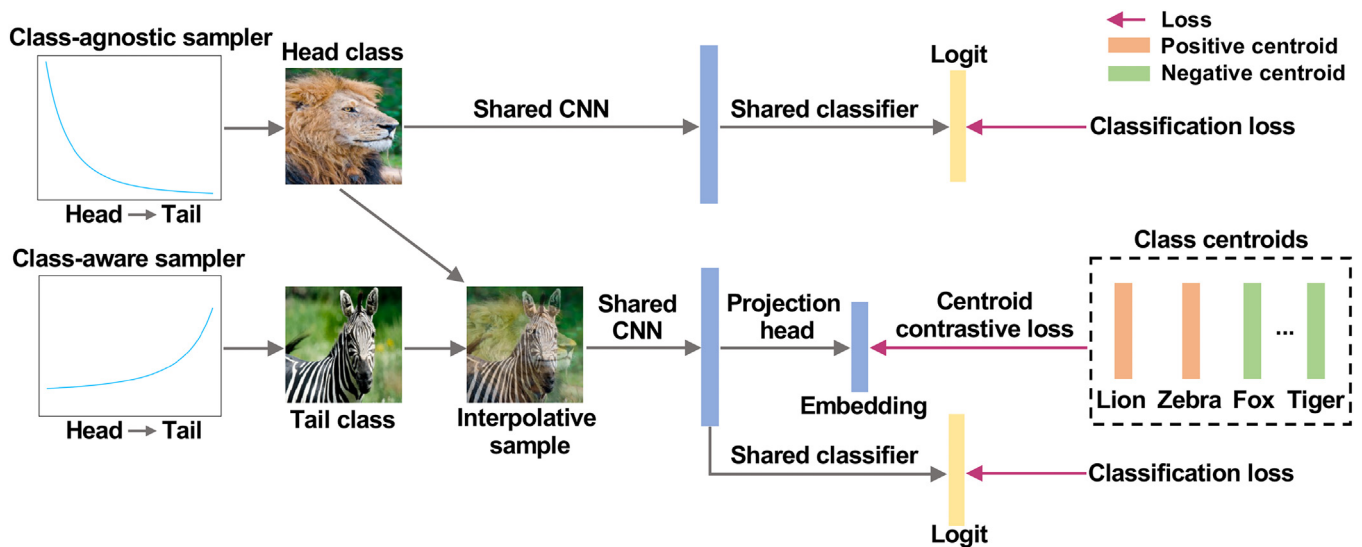 Class-agnostic sampler
Head → Tail
Head class
Shared CNN
Shared classifier
Logit
Classification loss
Loss
Positive centroid
Negative centroid
Class-aware sampler
Head → Tail
Tail class
Interpolative
sample
Shared
CNN
Projection
head
Embedding
Centroid
contrastive loss
Class centroids
...
Lion Zebra Fox Tiger
Shared classifier
Logit
Classification loss